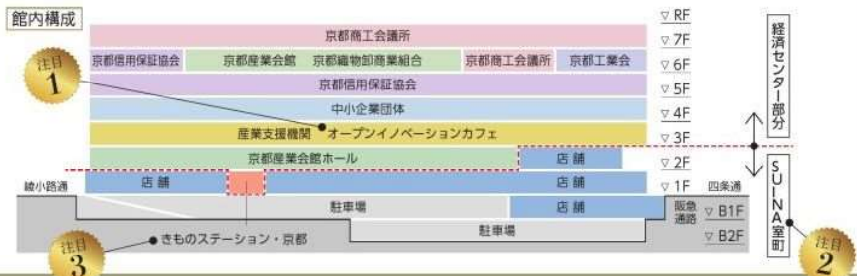 館内構成
▽ RF
京都商工会議所
▽ 7F
京都信用保証協会 京都産業会館 京都織物卸商業組合 京都商工会議所 京都工業会
▽ 6F
京都信用保証協会
▽ 5F
中小企業団体
▽ 4F
産業支援機関 オープンイノベーションカフェ
▽ 3F
京都産業会館ホール 店舗
▽ 2F
綾小路通 店舗 店舗
▽ 1F 四条通
駐車場 店舗 阪急通路
▽ B1F
駐車場
▽ B2F
きものステーション・京都
経済センター部分
SUINA室町
注目1
注目2
注目3